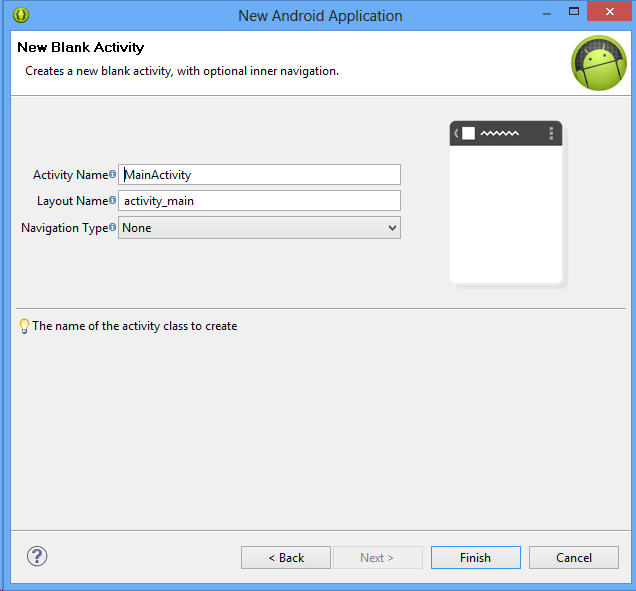 New Android Application
New Blank Activity
Creates a new blank activity, with optional inner navigation.
Activity Name MainActivity
Layout Name activity_main
Navigation Type None
The name of the activity class to create
?
< Back Next > Finish Cancel